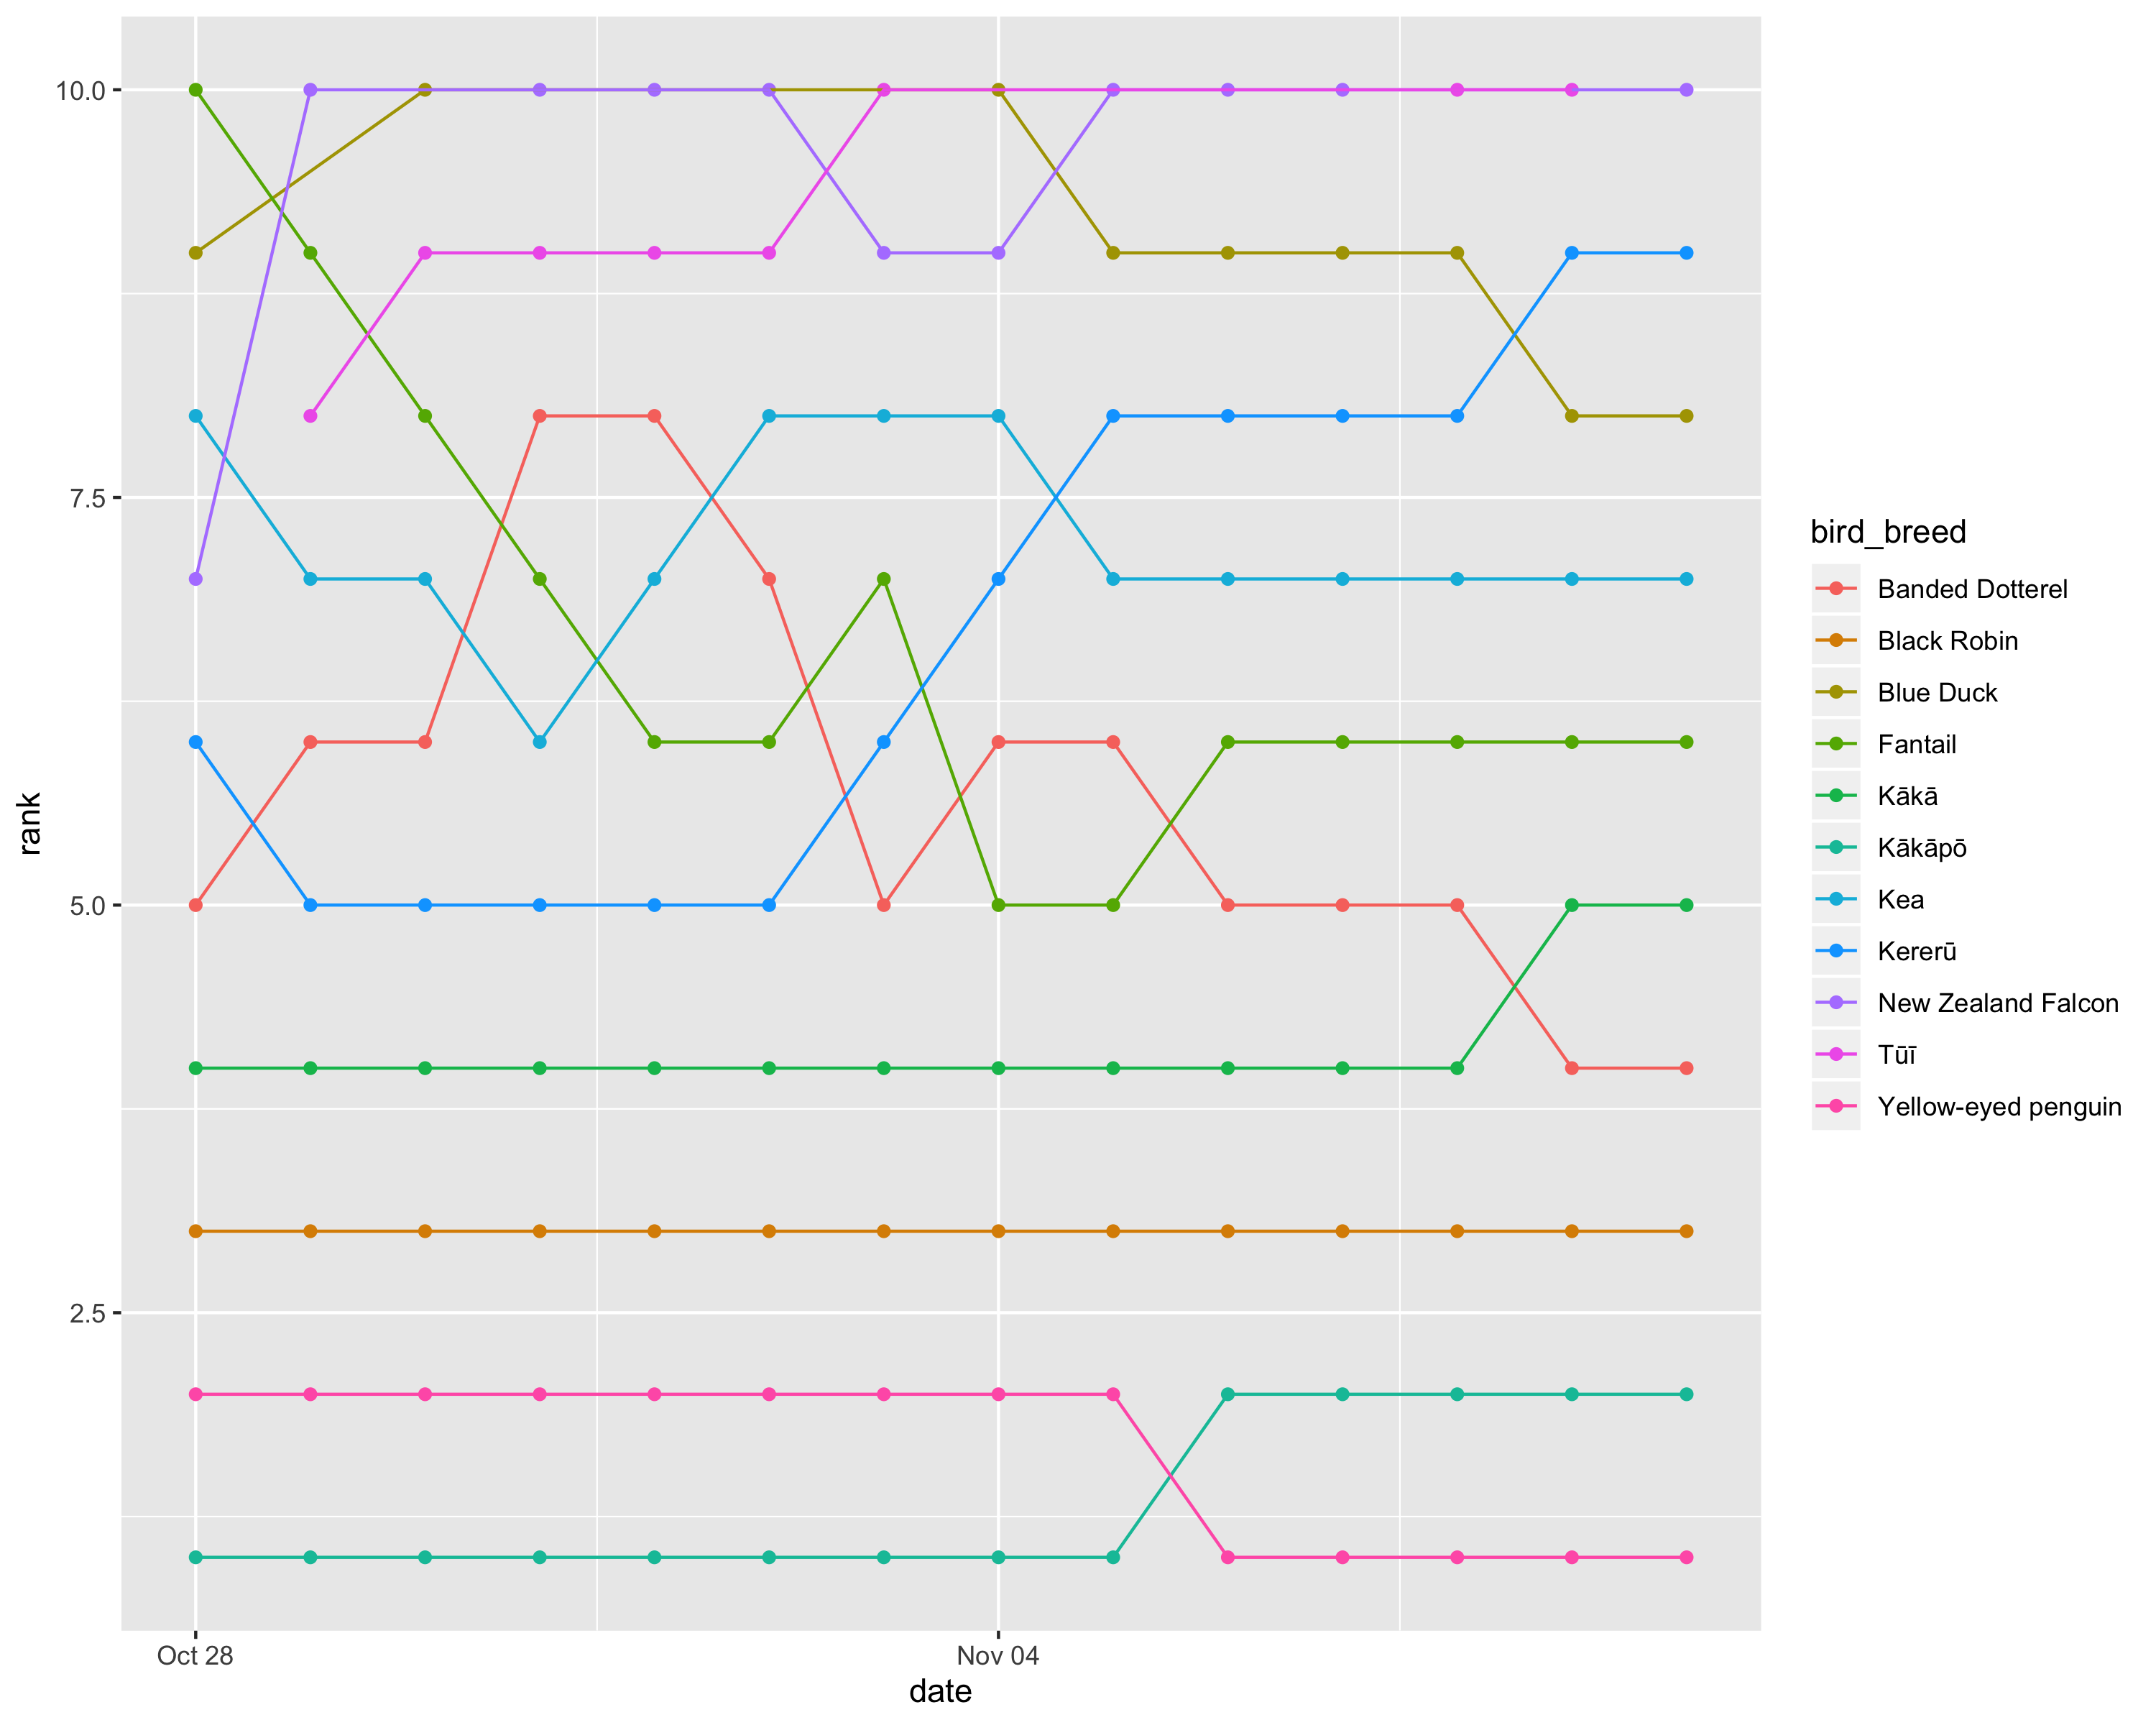 10.0
7.5
5.0
2.5
rank
Oct 28
Nov 04
date
bird_breed
Banded Dotterel
Black Robin
Blue Duck
Fantail
Kākā
Kākāpō
Kea
Kererū
New Zealand Falcon
Tūī
Yellow-eyed penguin